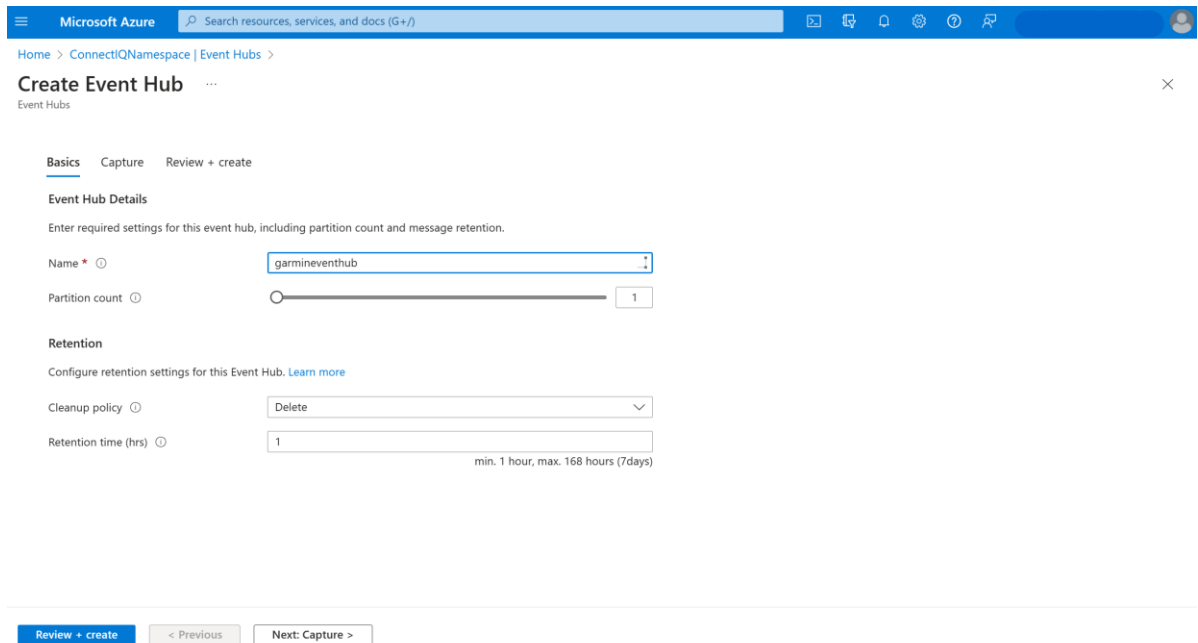 Microsoft Azure
Search resources, services, and docs (G+/)
Home > ConnectIQNamespace | Event Hubs >
Create Event Hub ...
Event Hubs
Basics Capture Review + create
Event Hub Details
Enter required settings for this event hub, including partition count and message retention.
Name * garmineventhub
Partition count 1
Retention
Configure retention settings for this Event Hub. Learn more
Cleanup policy Delete
Retention time (hrs) 1
min. 1 hour, max. 168 hours (7days)
Review + create < Previous Next: Capture >